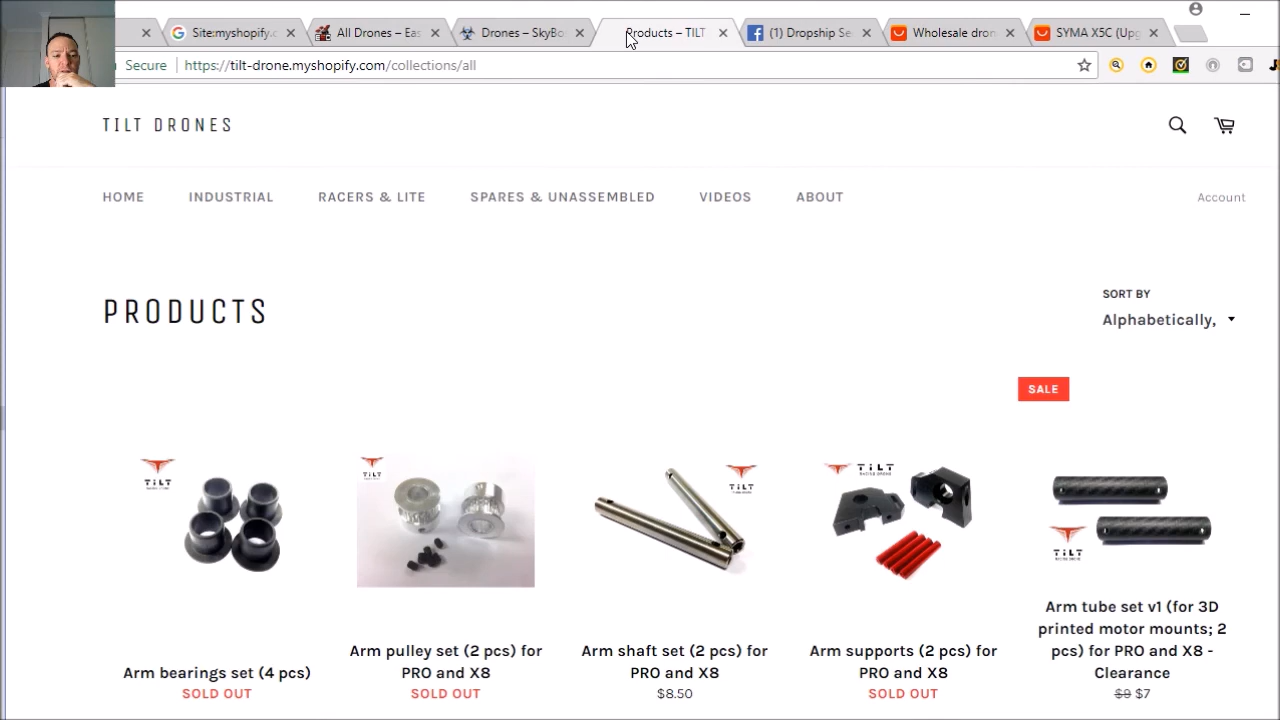 Site:myshopify.c
All Drones – Eas
Drones – SkyBo
Products – TILT
(1) Dropship Se
Wholesale dron
SYMA X5C (Upg
Secure
https://tilt-drone.myshopify.com/collections/all
TILT DRONES
HOME
INDUSTRIAL
RACERS & LITE
SPARES & UNASSEMBLED
VIDEOS
ABOUT
Account
PRODUCTS
SORT BY
Alphabetically,
SALE
TILT
TILT
TILT
TILT
TILT
Arm bearings set (4 pcs)
SOLD OUT
Arm pulley set (2 pcs) for
PRO and X8
SOLD OUT
Arm shaft set (2 pcs) for
PRO and X8
$8.50
Arm supports (2 pcs) for
PRO and X8
SOLD OUT
Arm tube set v1 (for 3D
printed motor mounts; 2
pcs) for PRO and X8 -
Clearance
$9 $7